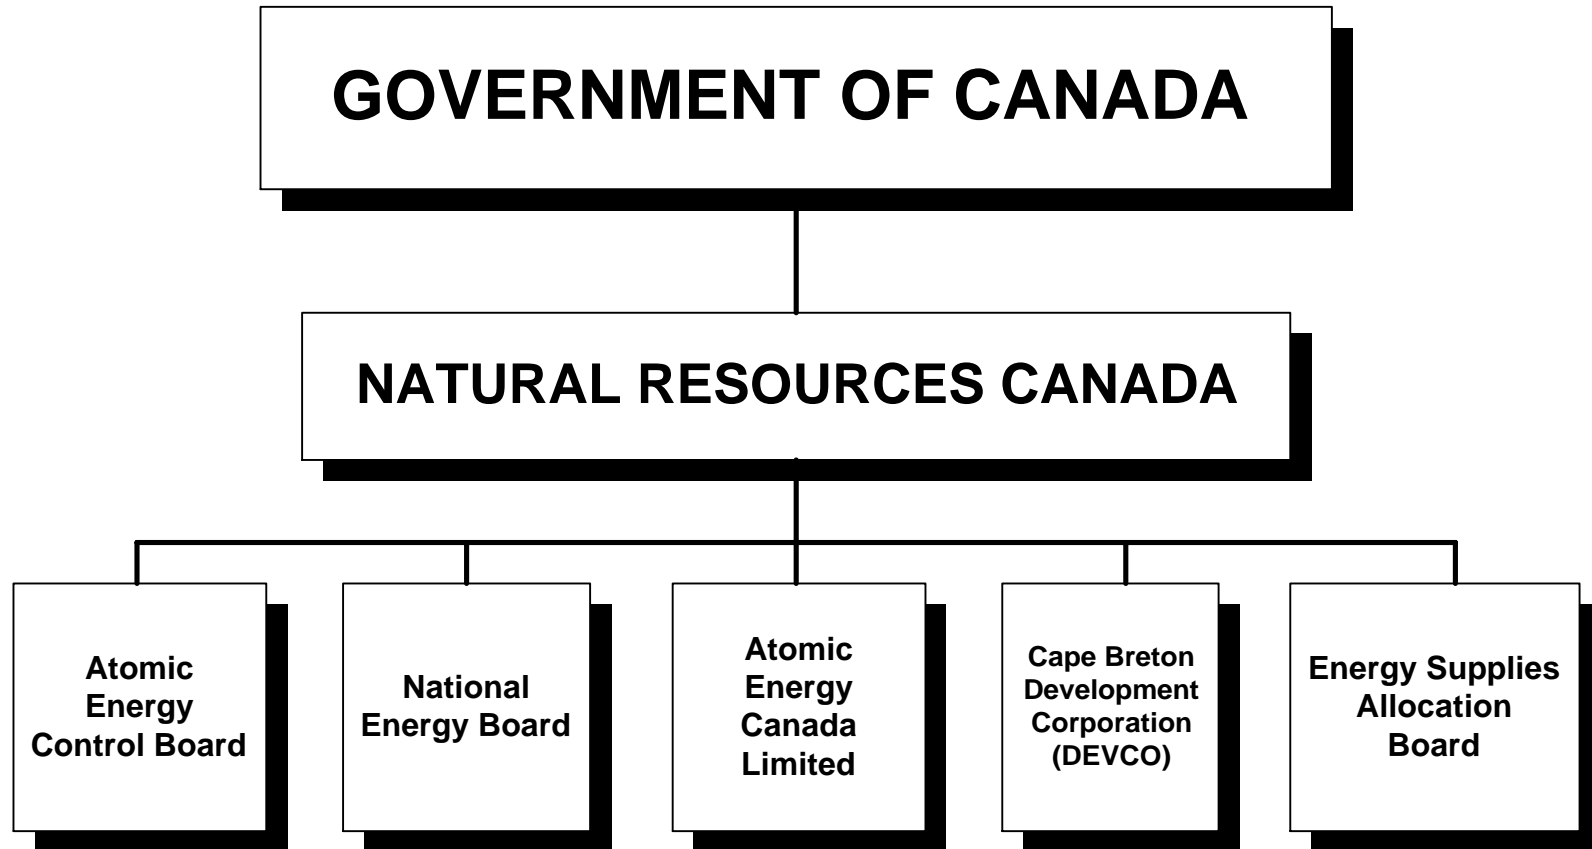 GOVERNMENT OF CANADA
NATURAL RESOURCES CANADA
Atomic
Energy
Control Board
National
Energy Board
Atomic
Energy
Canada
Limited
Cape Breton
Development
Corporation
(DEVCO)
Energy Supplies
Allocation
Board